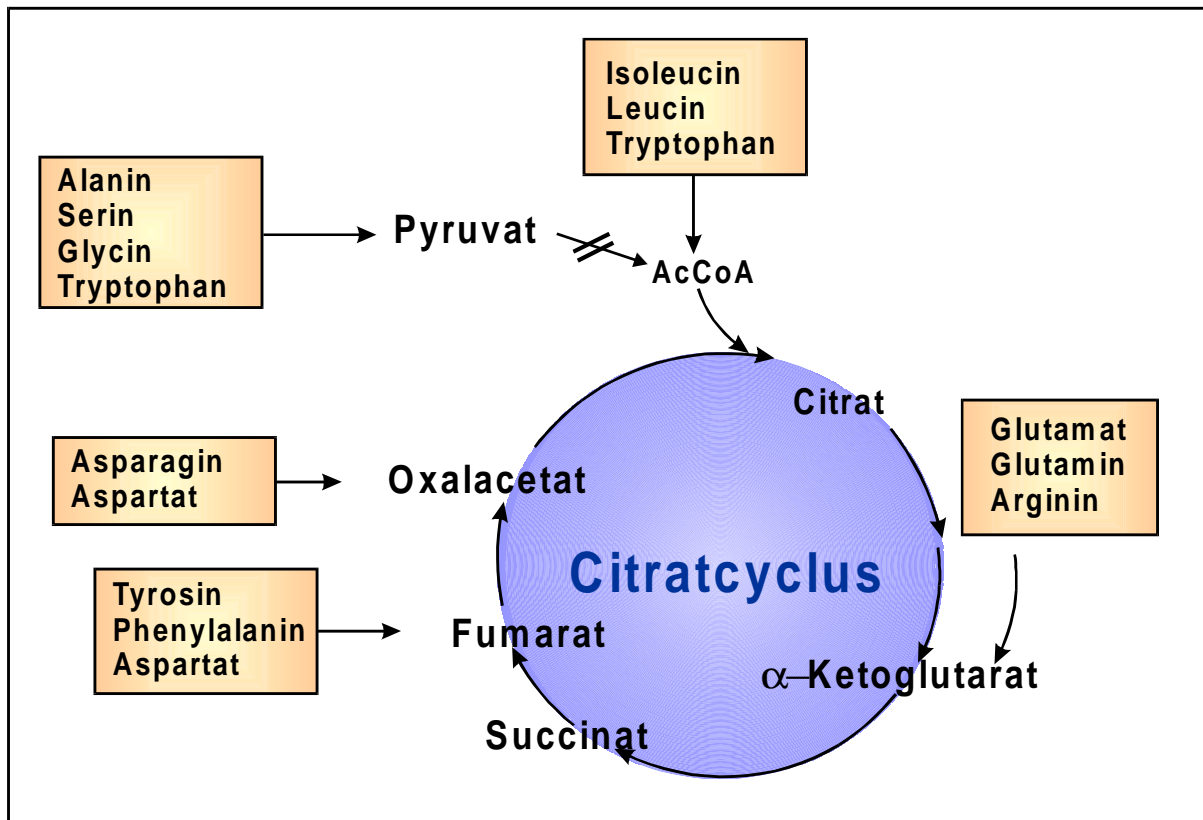 Isoleucin
Leucin
Tryptophan
Alanin
Serin
Glycin
Tryptophan
Pyruvat
AcCoA
Citrat
Glutamat
Glutamin
Arginin
Asparagin
Aspartat
Oxalacetat
Citratcyclus
Tyrosin
Phenylalanin
Aspartat
Fumarat
α–Ketoglutarat
Succinat